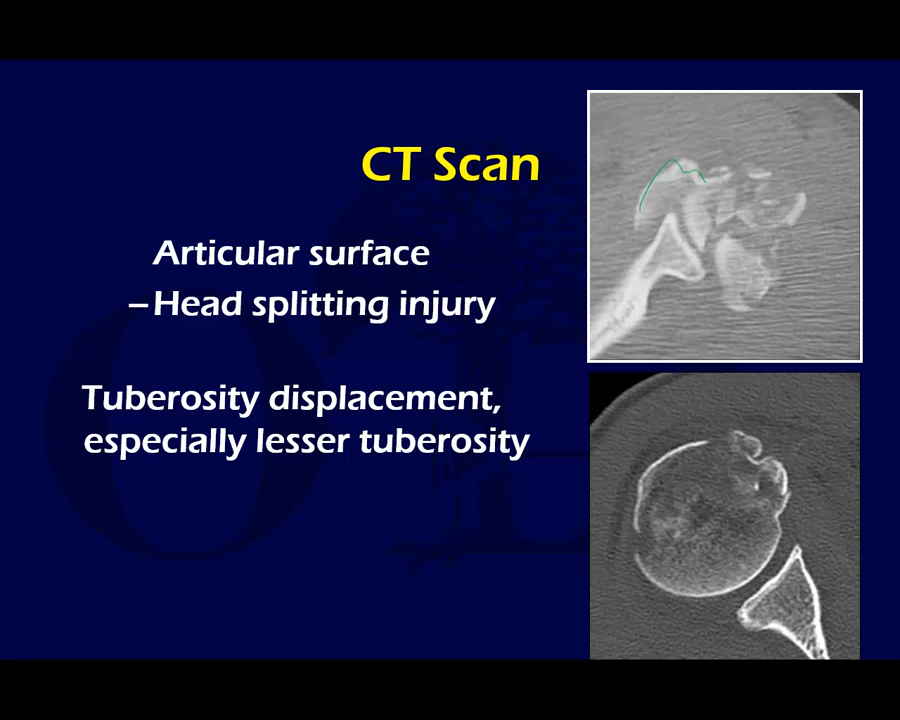 CT Scan
Articular surface
–Head splitting injury
Tuberosity displacement,
especially lesser tuberosity